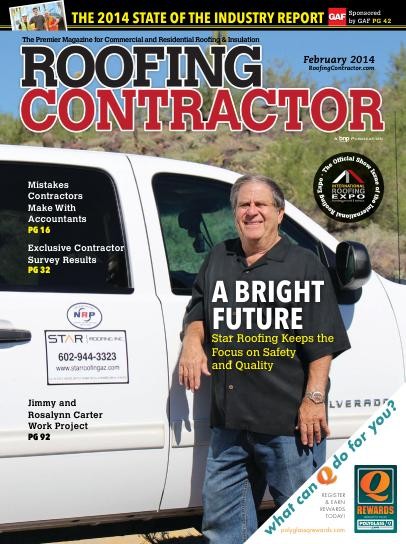 THE 2014 STATE OF THE INDUSTRY REPORT
GAF
Sponsored
by GAF PG 42
The Premier Magazine for Commercial and Residential Roofing & Insulation
ROOFING
CONTRACTOR
February 2014
RoofingContractor.com
bnp
The Official Show Issue of the International Roofing Expo
INTERNATIONAL
ROOFING
EXPO
Mistakes
Contractors
Make With
Accountants
PG 16
Exclusive Contractor
Survey Results
PG 32
A BRIGHT
FUTURE
Star Roofing Keeps the
Focus on Safety
and Quality
NRP
STAR ROOFING INC
602-944-3323
www.starroofingaz.com
Jimmy and
Rosalynn Carter
Work Project
PG 92
VERADO
what can Q do for you?
REGISTER
& EARN
REWARDS
TODAY!
polyglassqrewards.com
Q
REWARDS
POLYGLASS